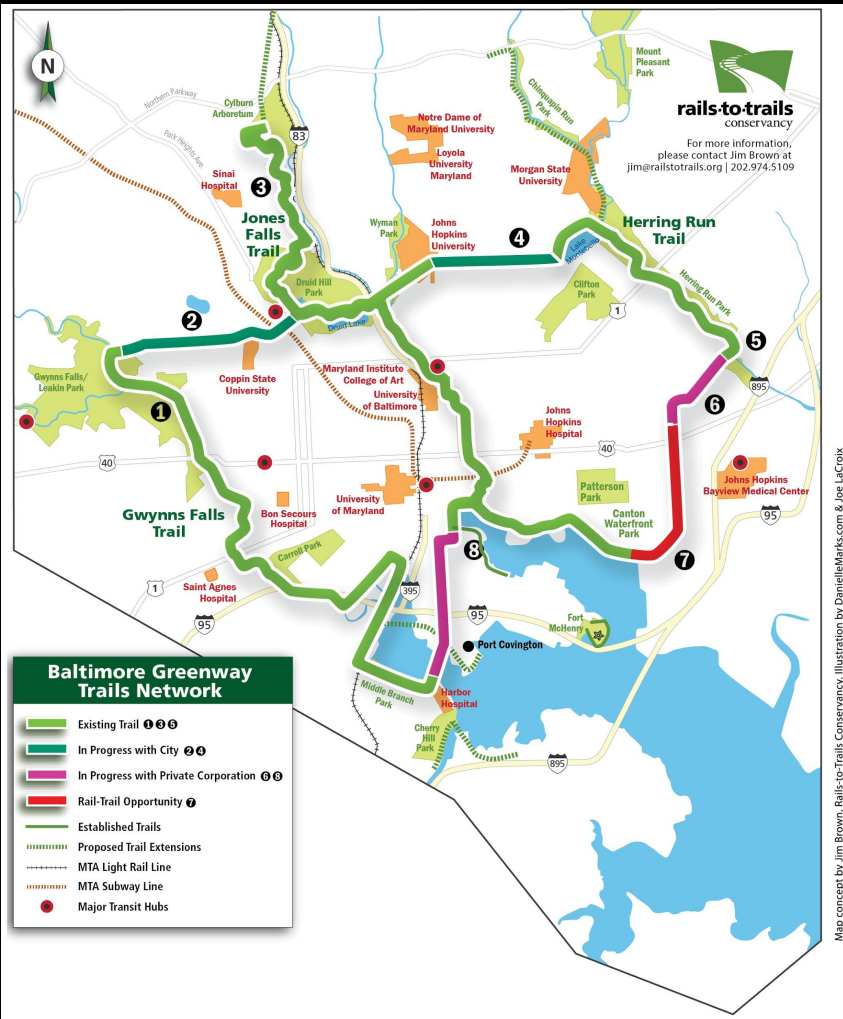 N
Northern Parkway
Park Heights Ave.
Cylburn
Arboretum
83
Sinai
Hospital
3
Jones
Falls
Trail
Notre Dame of
Maryland University
Loyola
University
Maryland
Chinquapin Run
Park
Mount
Pleasant
Park
rails·to·trails
conservancy
For more information,
please contact Jim Brown at
jim@railstotrails.org | 202.974.5109
Morgan State
University
Wyman
Park
Johns
Hopkins
University
4
Lake
Montebello
Herring Run
Trail
Herring Run Park
Druid Hill
Park
Druid Lake
Clifton
Park
1
2
Gwynns Falls/
Leakin Park
1
Coppin State
University
Maryland Institute
College of Art
University
of Baltimore
5
895
6
Johns
Hopkins
Hospital
40
40
Patterson
Park
Johns Hopkins
Bayview Medical Center
95
Gwynns Falls
Trail
Bon Secours
Hospital
University
of Maryland
Canton
Waterfront
Park
7
8
Carroll Park
1
Saint Agnes
Hospital
95
395
95
Fort
McHenry
Port Covington
Middle Branch
Park
Harbor
Hospital
Cherry
Hill
Park
895
Baltimore Greenway
Trails Network
Existing Trail 1 3 5
In Progress with City 2 4
In Progress with Private Corporation 6 8
Rail-Trail Opportunity 7
Established Trails
Proposed Trail Extensions
MTA Light Rail Line
MTA Subway Line
Major Transit Hubs
Map concept by Jim Brown, Rails-to-Trails Conservancy. Illustration by DanielleMarks.com & Joe LaCroix